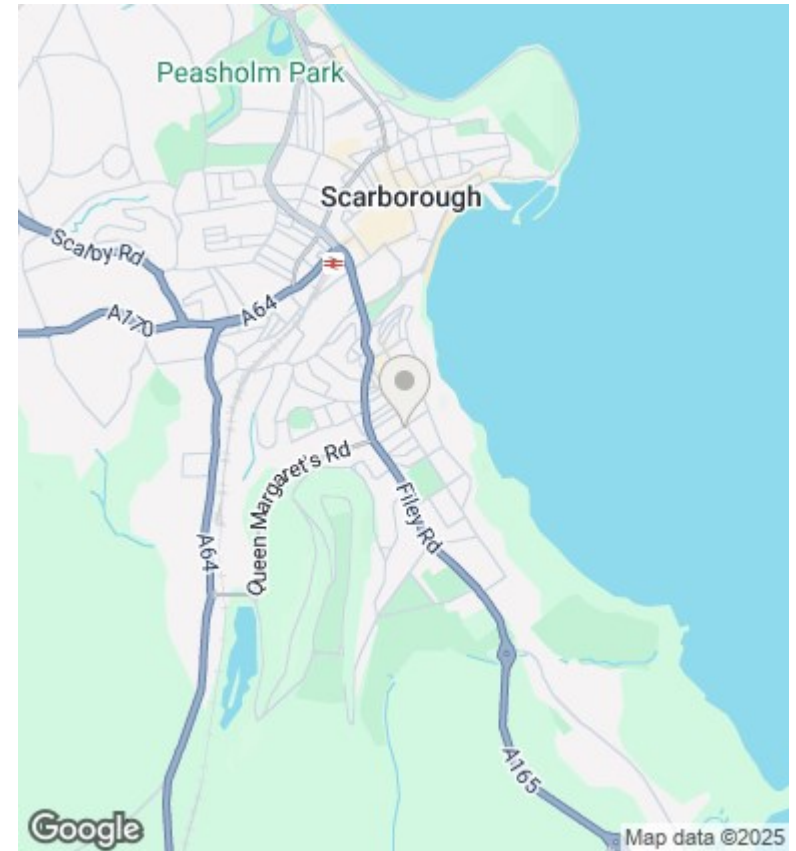 Peasholm Park
Scarborough
Scalby Rd
A64
A170
Queen Margaret's Rd
Filey Rd
A64
A165
Google
Map data ©2025